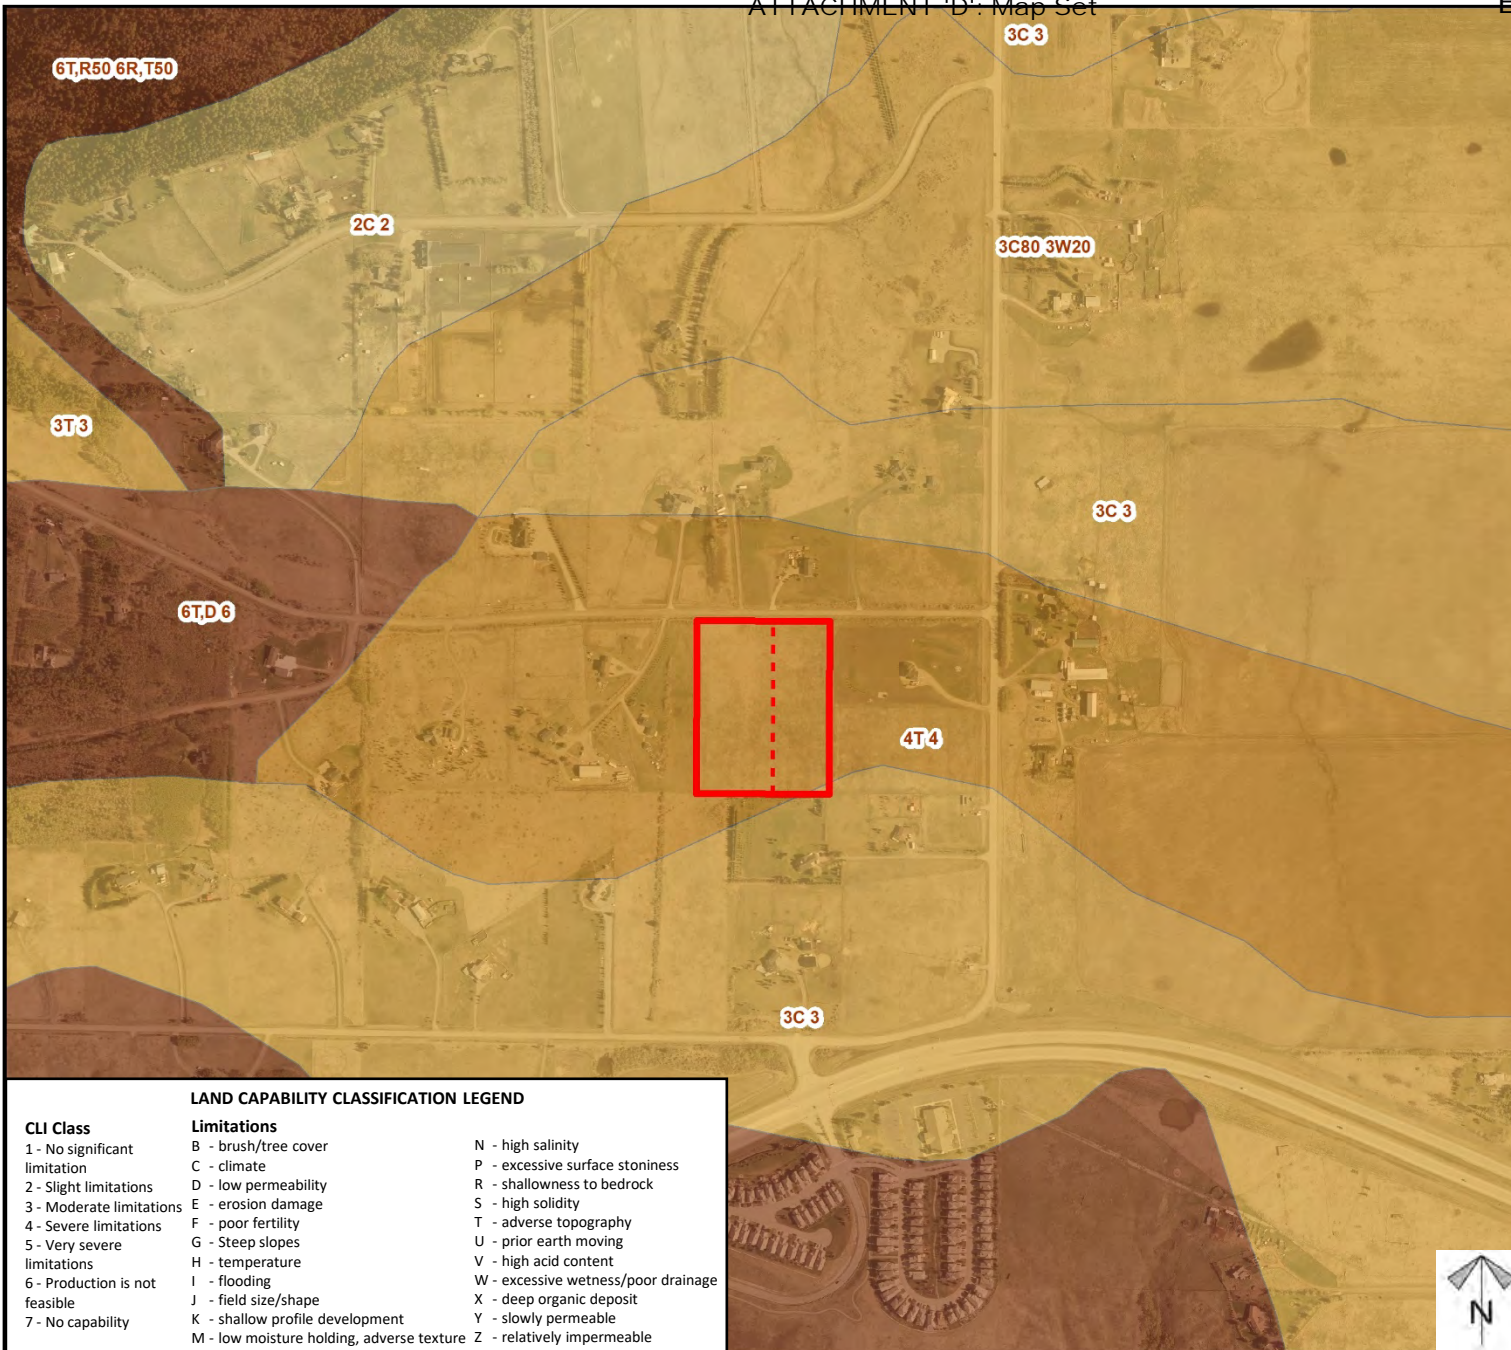 ATTACHMENT 'D': Map Set
3C 3
6T,R50 6R,T50
2C 2
3C80 3W20
3T 3
3C 3
6T,D 6
4T 4
3C 3
LAND CAPABILITY CLASSIFICATION LEGEND
CLI Class
1 - No significant
limitation
2 - Slight limitations
3 - Moderate limitations
4 - Severe limitations
5 - Very severe
limitations
6 - Production is not
feasible
7 - No capability
Limitations
B - brush/tree cover
C - climate
D - low permeability
E - erosion damage
F - poor fertility
G - Steep slopes
H - temperature
I - flooding
J - field size/shape
K - shallow profile development
M - low moisture holding, adverse texture
N - high salinity
P - excessive surface stoniness
R - shallowness to bedrock
S - high solidity
T - adverse topography
U - prior earth moving
V - high acid content
W - excessive wetness/poor drainage
X - deep organic deposit
Y - slowly permeable
Z - relatively impermeable
N